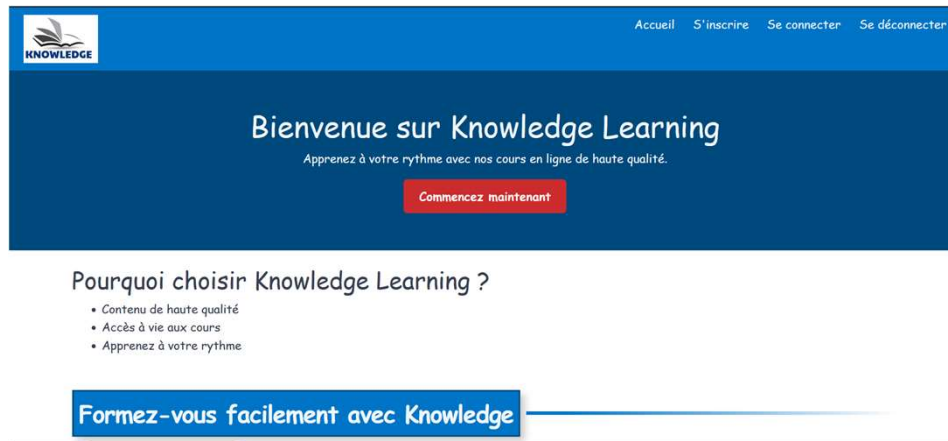 KNOWLEDGE
Accueil S'inscrire Se connecter Se déconnecter
Bienvenue sur Knowledge Learning
Apprenez à votre rythme avec nos cours en ligne de haute qualité.
Commencez maintenant
Pourquoi choisir Knowledge Learning ?
• Contenu de haute qualité
• Accès à vie aux cours
• Apprenez à votre rythme
Formez-vous facilement avec Knowledge